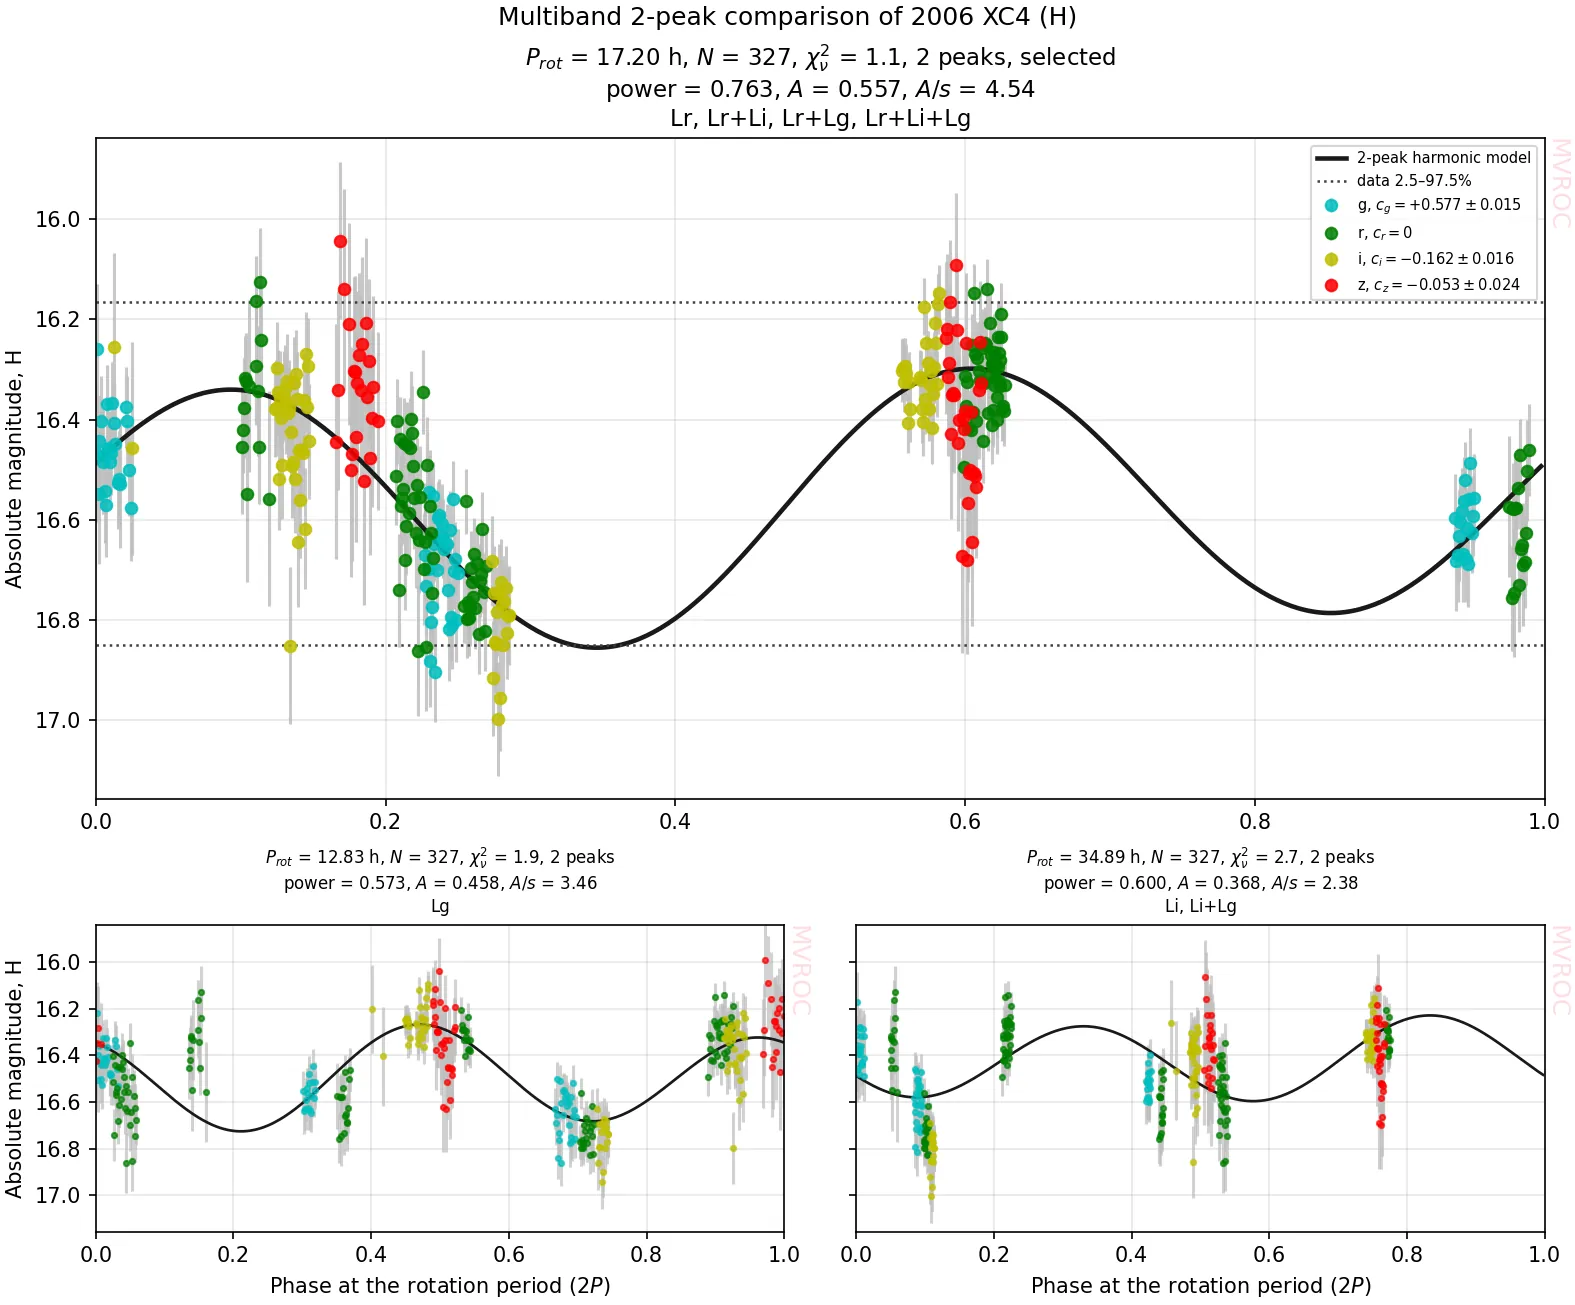 Multiband 2-peak comparison of 2006 XC4 (H)
P_rot = 17.20 h, N = 327, χ²_ν = 1.1, 2 peaks, selected
power = 0.763, A = 0.557, A/s = 4.54
Lr, Lr+Li, Lr+Lg, Lr+Li+Lg
Absolute magnitude, H
16.0
16.2
16.4
16.6
16.8
17.0
2-peak harmonic model
data 2.5–97.5%
g, c_g = +0.577 ± 0.015
r, c_r = 0
i, c_i = −0.162 ± 0.016
z, c_z = −0.053 ± 0.024
MVROC
0.0 0.2 0.4 0.6 0.8 1.0
P_rot = 12.83 h, N = 327, χ²_ν = 1.9, 2 peaks
power = 0.573, A = 0.458, A/s = 3.46
Lg
Absolute magnitude, H
16.0
16.2
16.4
16.6
16.8
17.0
MVROC
0.0 0.2 0.4 0.6 0.8 1.0
Phase at the rotation period (2P)
P_rot = 34.89 h, N = 327, χ²_ν = 2.7, 2 peaks
power = 0.600, A = 0.368, A/s = 2.38
Li, Li+Lg
MVROC
0.0 0.2 0.4 0.6 0.8 1.0
Phase at the rotation period (2P)